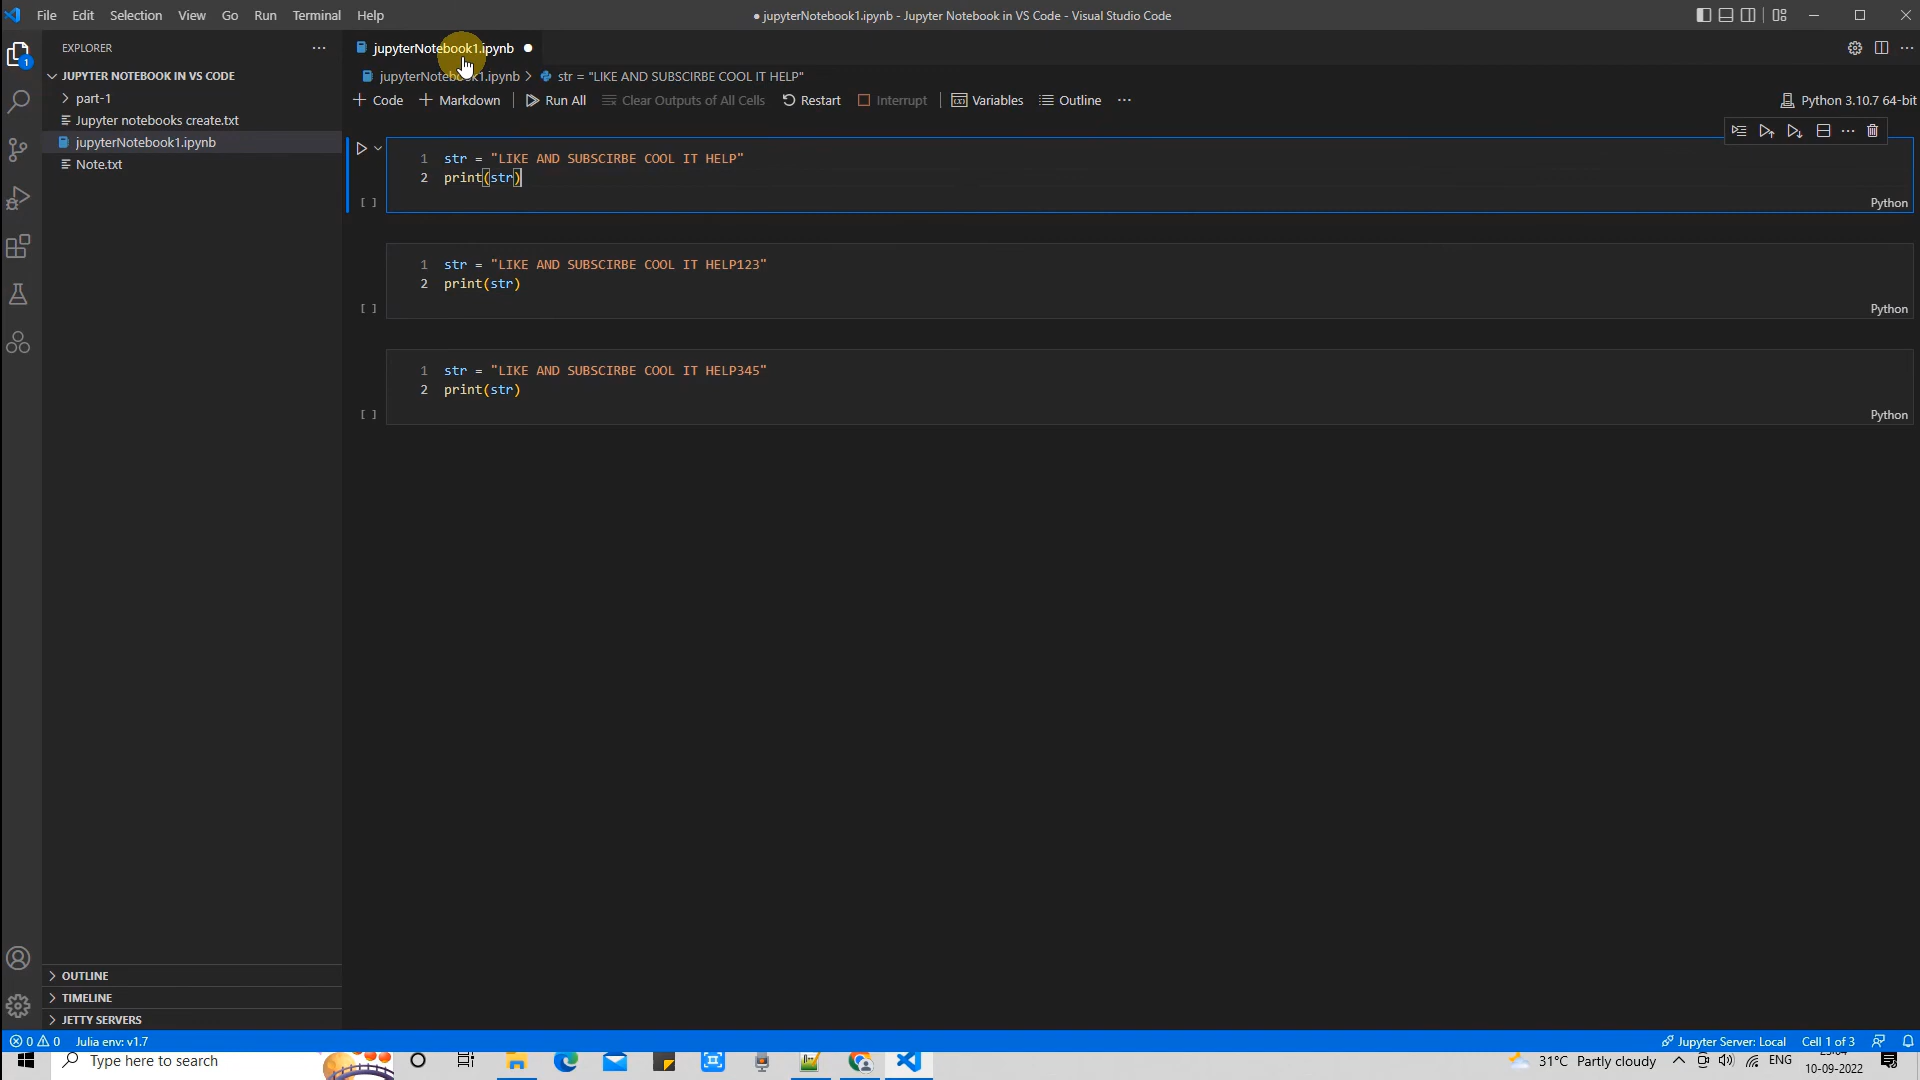 File Edit Selection View Go Run Terminal Help
● jupyterNotebook1.ipynb - Jupyter Notebook in VS Code - Visual Studio Code
EXPLORER
JUPYTER NOTEBOOK IN VS CODE
part-1
Jupyter notebooks create.txt
jupyterNotebook1.ipynb
Note.txt
OUTLINE
TIMELINE
JETTY SERVERS
jupyterNotebook1.ipynb
jupyterNotebook1.ipynb > str = "LIKE AND SUBSCIRBE COOL IT HELP"
+ Code + Markdown | Run All Clear Outputs of All Cells Restart Interrupt | Variables Outline ...
Python 3.10.7 64-bit
1 str = "LIKE AND SUBSCIRBE COOL IT HELP"
2 print(str)
[ ]
Python
1 str = "LIKE AND SUBSCIRBE COOL IT HELP123"
2 print(str)
[ ]
Python
1 str = "LIKE AND SUBSCIRBE COOL IT HELP345"
2 print(str)
[ ]
Python
0 0 Julia env: v1.7
Jupyter Server: Local Cell 1 of 3
Type here to search
31°C Partly cloudy ENG
10-09-2022